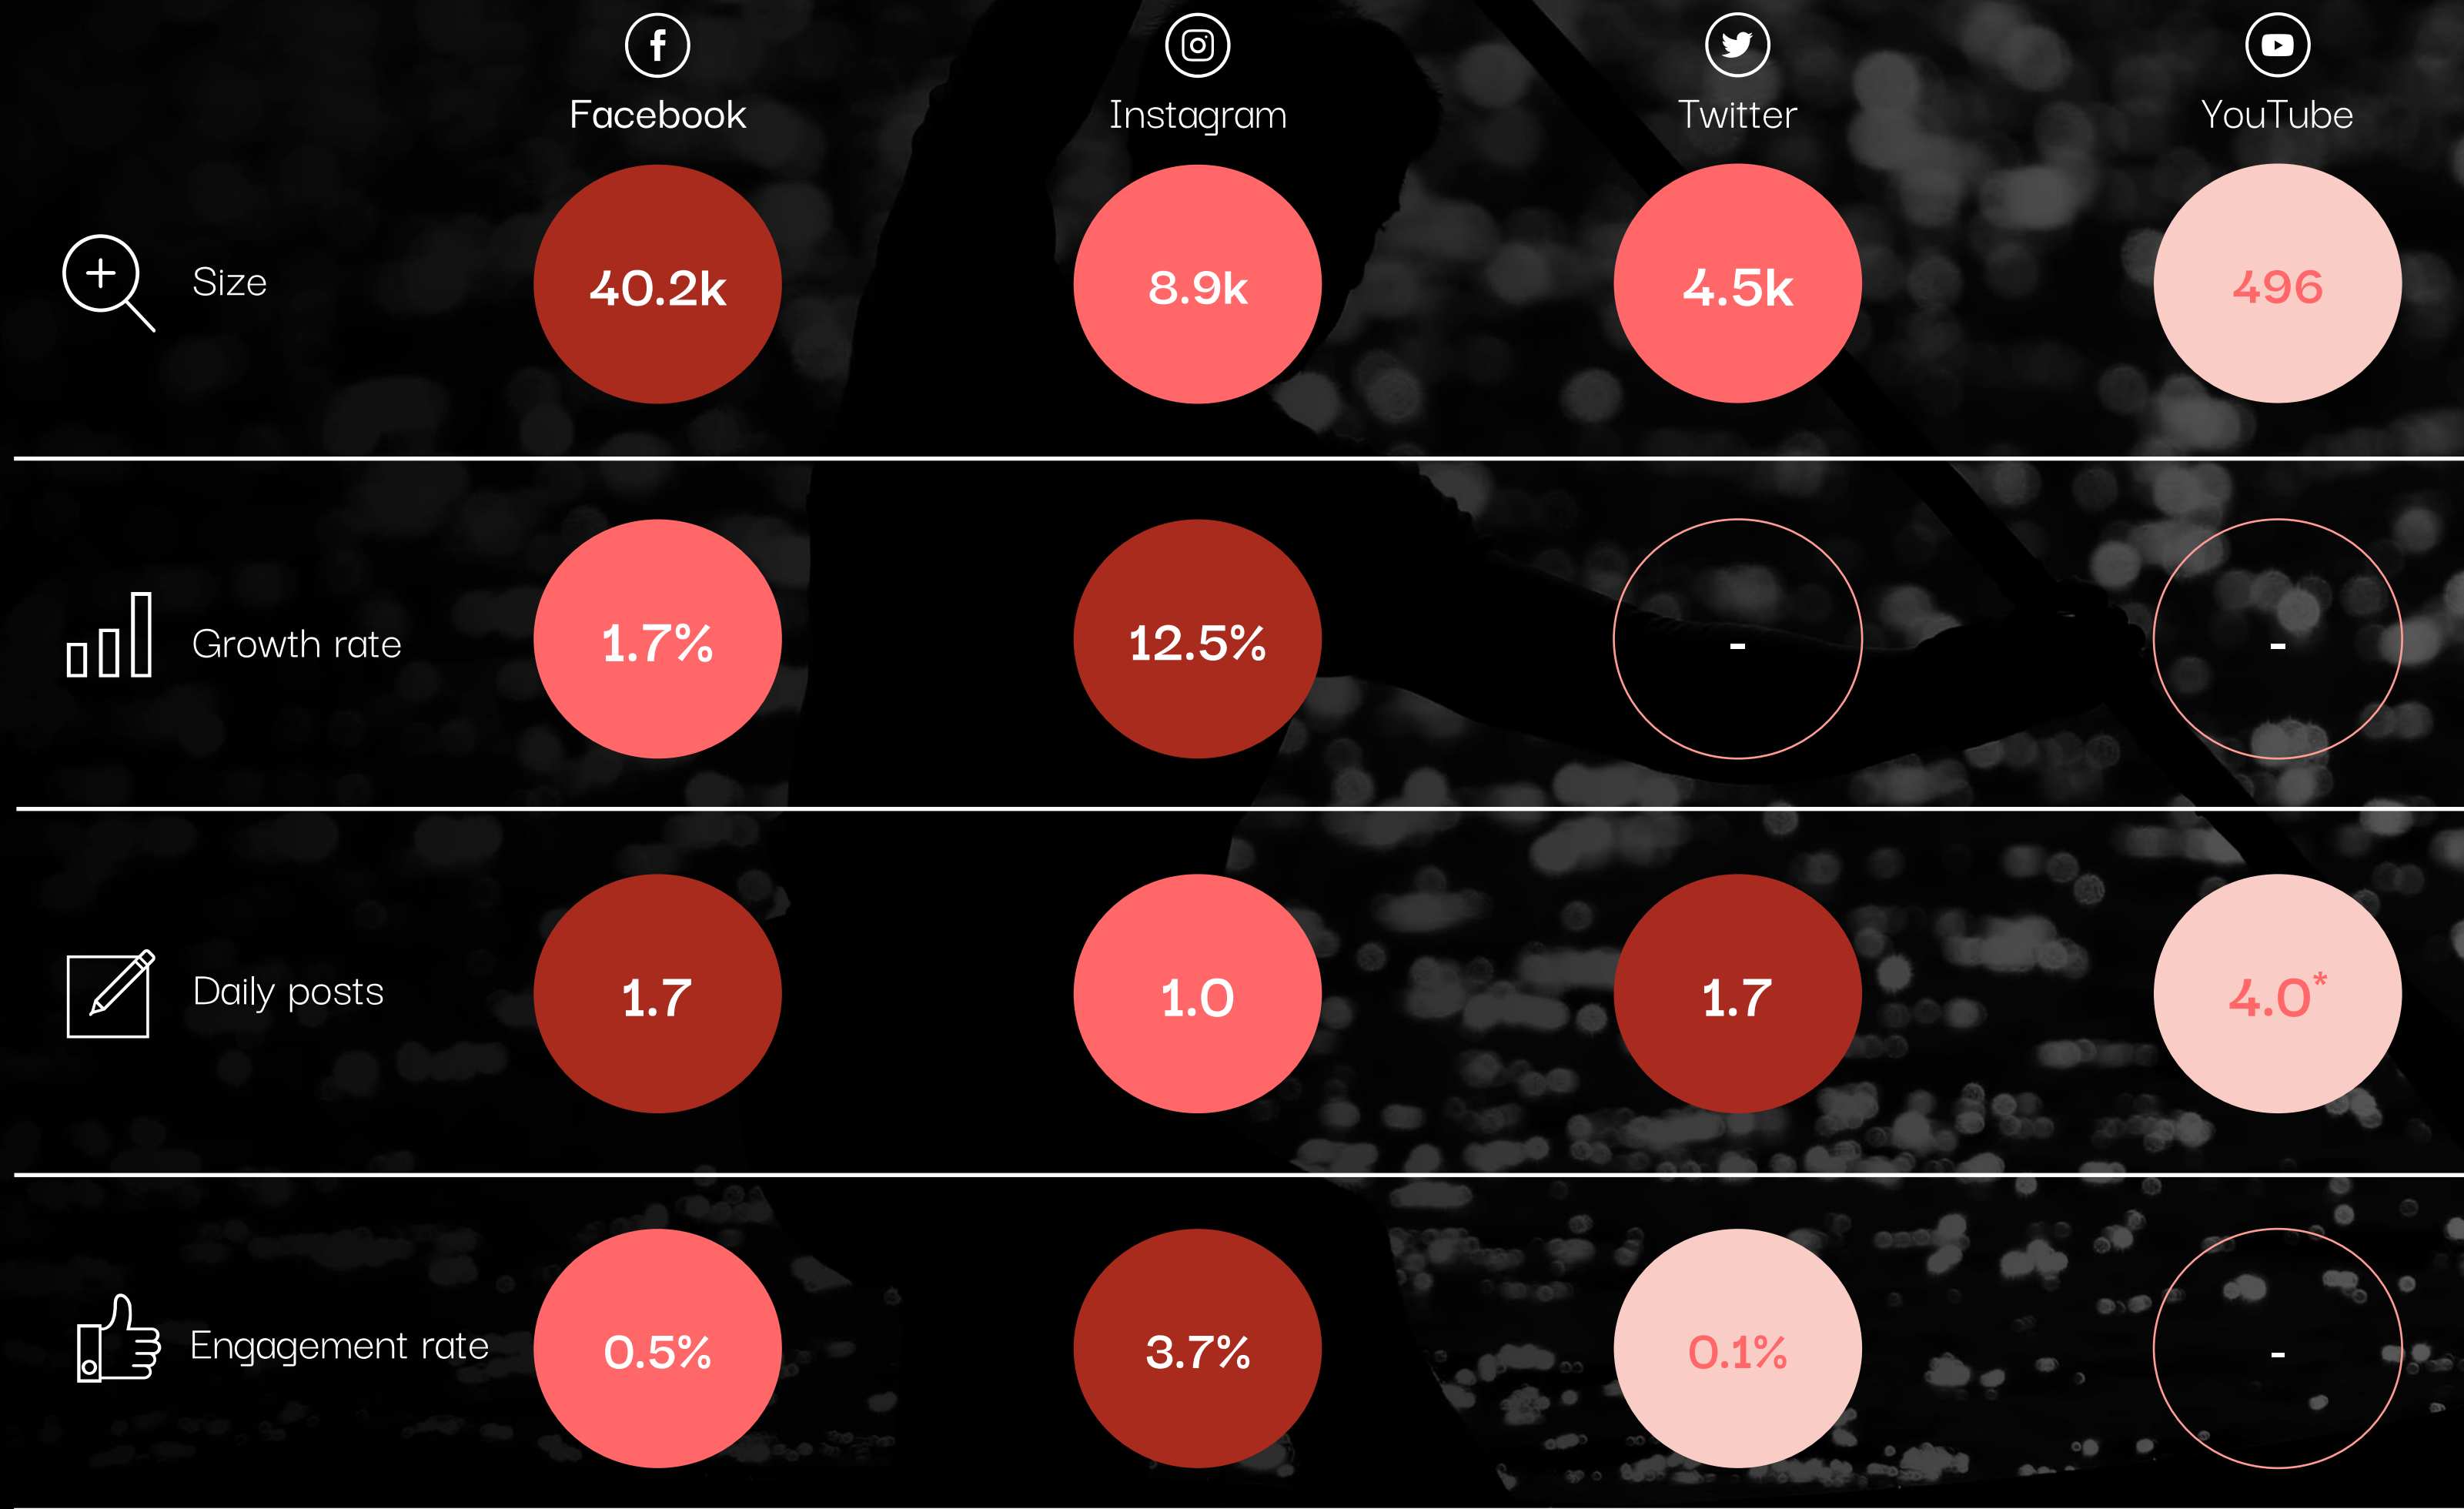 Facebook Instagram Twitter YouTube
Size 40.2k 8.9k 4.5k 496
Growth rate 1.7% 12.5% - -
Daily posts 1.7 1.0 1.7 4.0*
Engagement rate 0.5% 3.7% 0.1% -